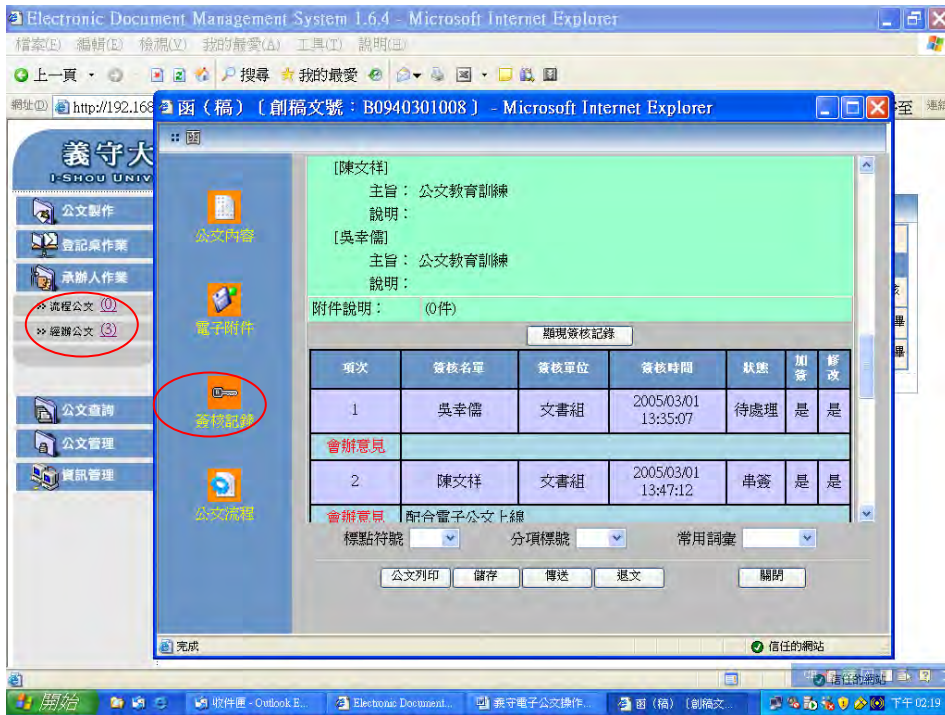 Electronic Document Management System 1.6.4 - Microsoft Internet Explorer
檔案(F) 編輯(E) 檢視(V) 我的最愛(A) 工具(T) 說明(H)
上一頁 搜尋 我的最愛
網址(D) http://192.168 至 連結
函（稿）〔創稿文號：B0940301008〕 - Microsoft Internet Explorer
義守大
I-SHOU UNIV
公文製作
登記桌作業
承辦人作業
流程公文 (0)
經辦公文 (3)
公文查詢
公文管理
資訊管理
公文內容
電子附件
簽核記錄
公文流程
[陳文祥]
主旨： 公文教育訓練
說明：
[吳幸儒]
主旨： 公文教育訓練
說明：
附件說明： (0件)
顯現簽核記錄
項次 簽核名單 簽核單位 簽核時間 狀態 加簽 修改
1 吳幸儒 文書組 2005/03/01 13:35:07 待處理 是 是
會辦意見
2 陳文祥 文書組 2005/03/01 13:47:12 串簽 是 是
會辦意見 配合電子公文上線
標點符號 分項標號 常用詞彙
公文列印 儲存 傳送 退文 關閉
完成 信任的網站
畢
畢
信任的網站
開始 收件匣 - Outlook E... Electronic Document... 義守電子公文操作... 函（稿）〔創稿文... 下午 02:19